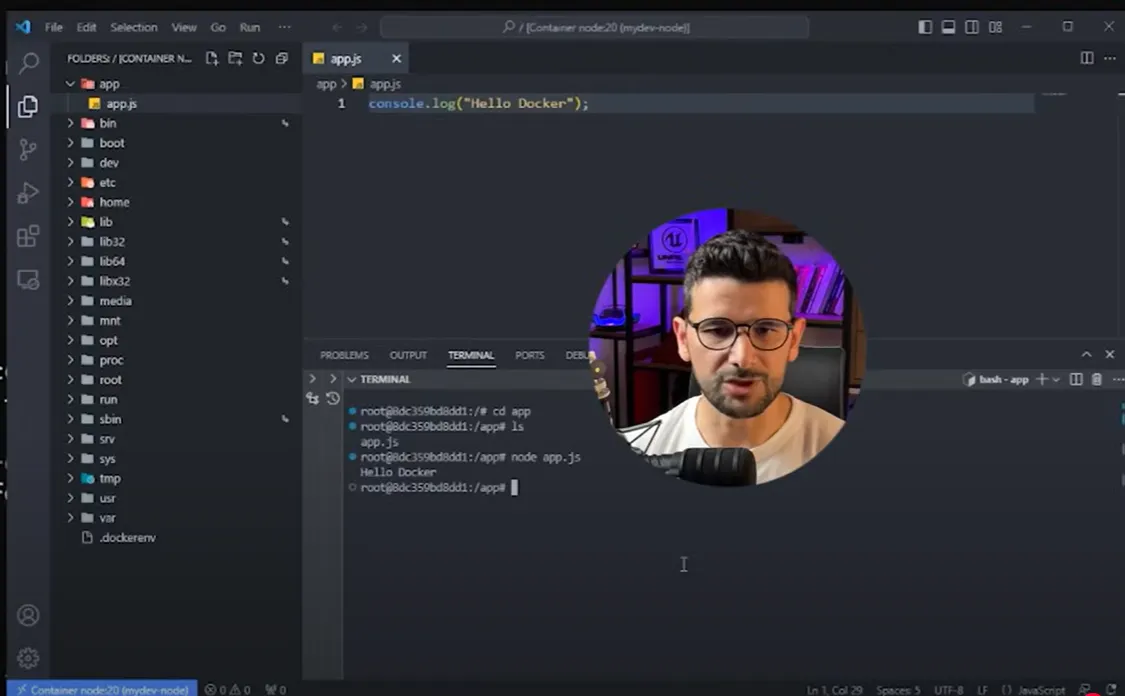 File Edit Selection View Go Run ···
/ [Container node:20 (mydev-node)]
FOLDERS: / [CONTAINER N...
app.js
app
app.js
bin
boot
dev
etc
home
lib
lib32
lib64
libx32
media
mnt
opt
proc
root
run
sbin
srv
sys
tmp
usr
var
.dockerenv
app > app.js
1 console.log("Hello Docker");
PROBLEMS OUTPUT TERMINAL PORTS DEBU
TERMINAL
bash - app
root@8dc359bd8dd1:/# cd app
root@8dc359bd8dd1:/app# ls
app.js
root@8dc359bd8dd1:/app# node app.js
Hello Docker
root@8dc359bd8dd1:/app#
Container node:20 (mydev-node) 0 0 0
Ln 1, Col 29 Spaces: 5 UTF-8 LF {} JavaScript